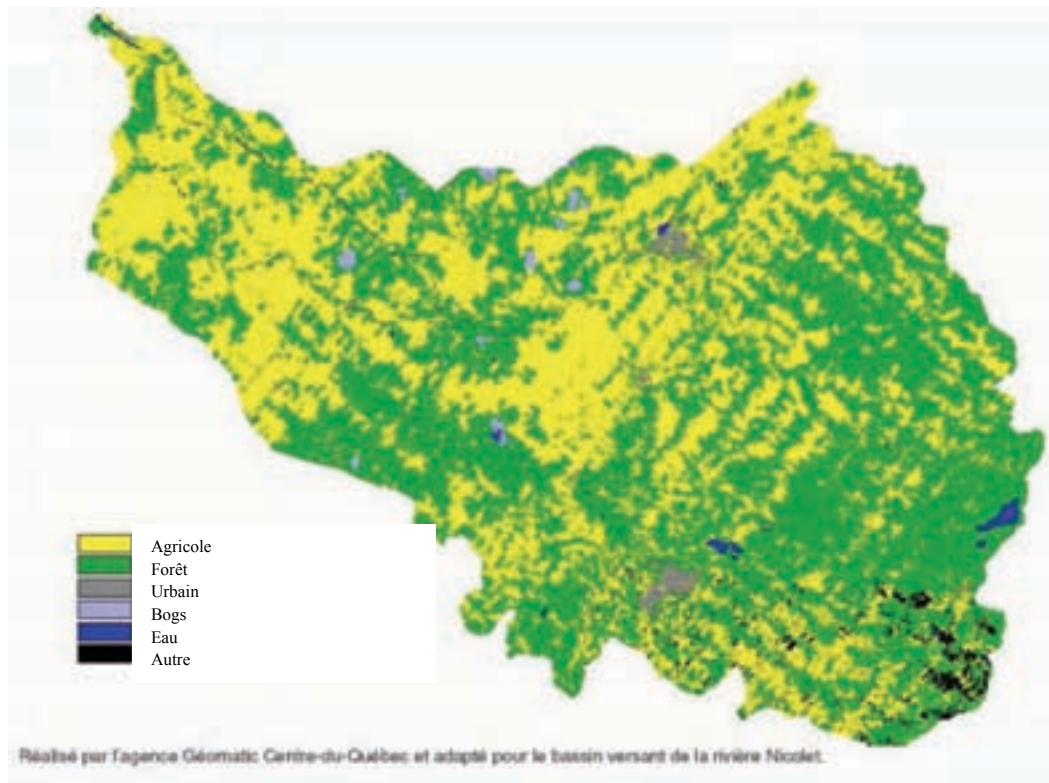 Agricole
Forêt
Urbain
Bogs
Eau
Autre
Réalisé par l'agence Géomatic Centre-du-Québec et adapté pour le bassin versant de la rivière Nicolet.